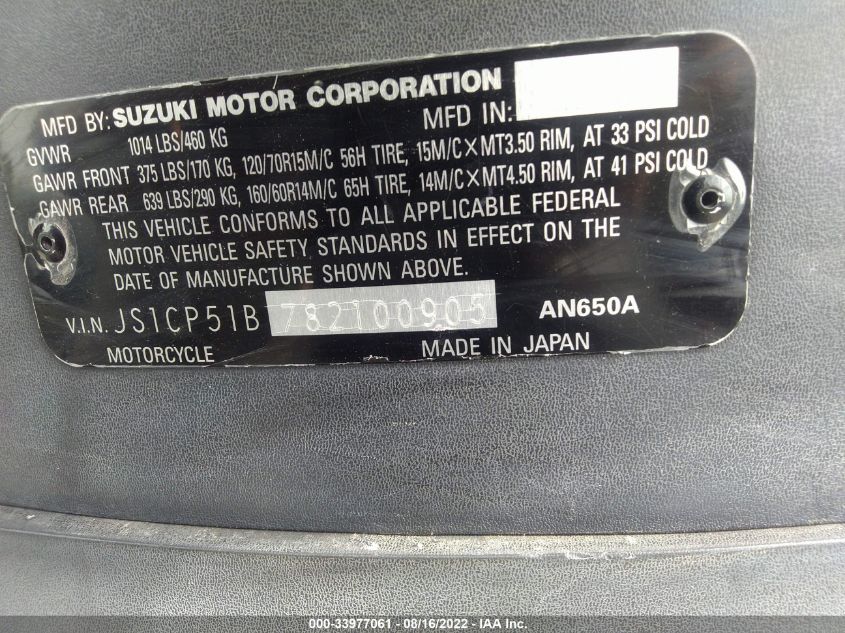 MFD BY: SUZUKI MOTOR CORPORATION
MFD IN:
GVWR 1014 LBS/460 KG
GAWR FRONT 375 LBS/170 KG, 120/70R15M/C 56H TIRE, 15M/C×MT3.50 RIM, AT 33 PSI COLD
GAWR REAR 639 LBS/290 KG, 160/60R14M/C 65H TIRE, 14M/C×MT4.50 RIM, AT 41 PSI COLD
THIS VEHICLE CONFORMS TO ALL APPLICABLE FEDERAL
MOTOR VEHICLE SAFETY STANDARDS IN EFFECT ON THE
DATE OF MANUFACTURE SHOWN ABOVE.
V.I.N. JS1CP51B782100905 AN650A
MOTORCYCLE MADE IN JAPAN
000-33977061 - 08/16/2022 - IAA Inc.